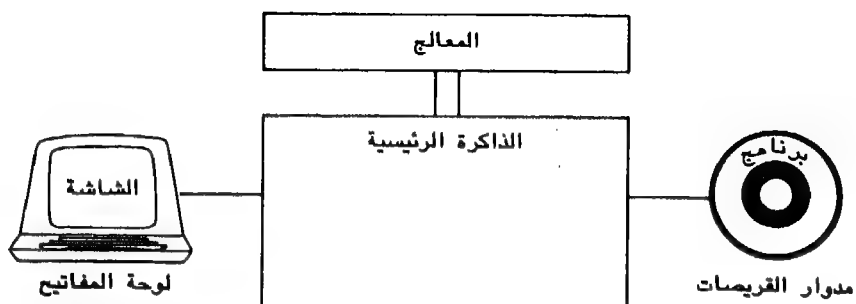 المعالج
الذاكرة الرئيسية
برنامج
الشاشة
لوحة المفاتيح
مدوار القريصات